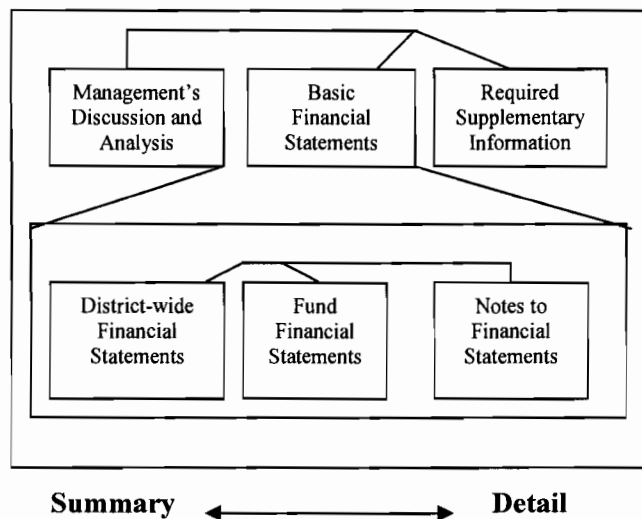 Management's
Discussion and
Analysis
Basic
Financial
Statements
Required
Supplementary
Information
District-wide
Financial
Statements
Fund
Financial
Statements
Notes to
Financial
Statements
Summary
Detail